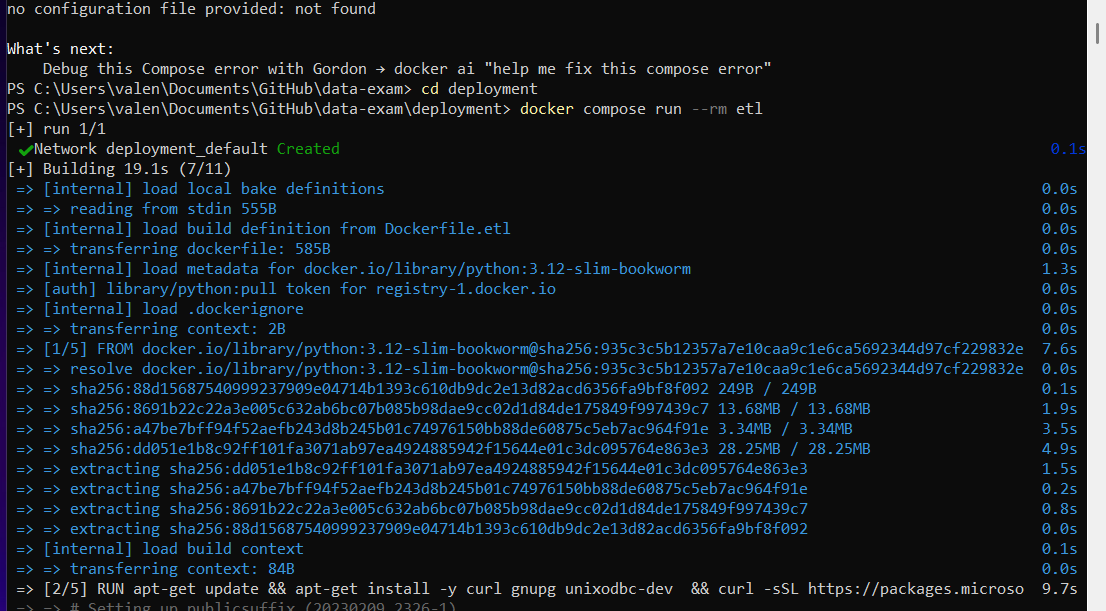 no configuration file provided: not found
What's next:
Debug this Compose error with Gordon → docker ai "help me fix this compose error"
PS C:\Users\valen\Documents\GitHub\data-exam> cd deployment
PS C:\Users\valen\Documents\GitHub\data-exam\deployment> docker compose run --rm etl
[+] run 1/1
✔Network deployment_default Created 0.1s
[+] Building 19.1s (7/11)
=> [internal] load local bake definitions 0.0s
=> => reading from stdin 555B 0.0s
=> [internal] load build definition from Dockerfile.etl 0.0s
=> => transferring dockerfile: 585B 0.0s
=> [internal] load metadata for docker.io/library/python:3.12-slim-bookworm 1.3s
=> [auth] library/python:pull token for registry-1.docker.io 0.0s
=> [internal] load .dockerignore 0.0s
=> => transferring context: 2B 0.0s
=> [1/5] FROM docker.io/library/python:3.12-slim-bookworm@sha256:935c3c5b12357a7e10caa9c1e6ca5692344d97cf229832e 7.6s
=> => resolve docker.io/library/python:3.12-slim-bookworm@sha256:935c3c5b12357a7e10caa9c1e6ca5692344d97cf229832e 0.0s
=> => sha256:88d15687540999237909e04714b1393c610db9dc2e13d82acd6356fa9bf8f092 249B / 249B 0.1s
=> => sha256:8691b22c22a3e005c632ab6bc07b085b98dae9cc02d1d84de175849f997439c7 13.68MB / 13.68MB 1.9s
=> => sha256:a47be7bff94f52aefb243d8b245b01c74976150bb88de60875c5eb7ac964f91e 3.34MB / 3.34MB 3.5s
=> => sha256:dd051e1b8c92ff101fa3071ab97ea4924885942f15644e01c3dc095764e863e3 28.25MB / 28.25MB 4.9s
=> => extracting sha256:dd051e1b8c92ff101fa3071ab97ea4924885942f15644e01c3dc095764e863e3 1.5s
=> => extracting sha256:a47be7bff94f52aefb243d8b245b01c74976150bb88de60875c5eb7ac964f91e 0.2s
=> => extracting sha256:8691b22c22a3e005c632ab6bc07b085b98dae9cc02d1d84de175849f997439c7 0.8s
=> => extracting sha256:88d15687540999237909e04714b1393c610db9dc2e13d82acd6356fa9bf8f092 0.0s
=> [internal] load build context 0.1s
=> => transferring context: 84B 0.0s
=> [2/5] RUN apt-get update && apt-get install -y curl gnupg unixodbc-dev && curl -sSL https://packages.microso 9.7s
=> => # Setting up publicsuffix (20230209.2326-1)